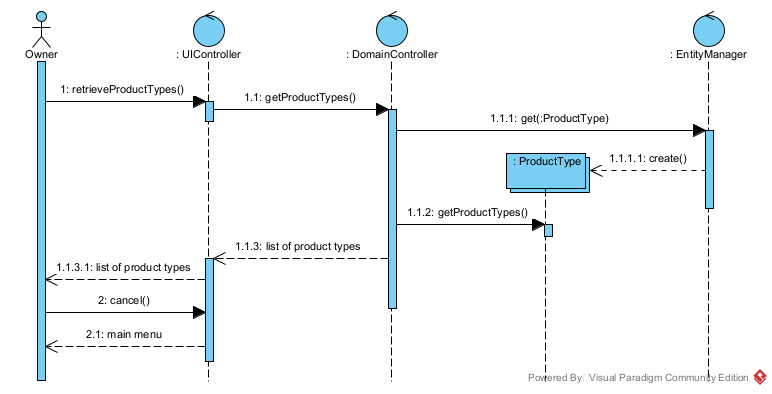 Owner
: UIController
: DomainController
: EntityManager
1: retrieveProductTypes()
1.1: getProductTypes()
1.1.1: get(:ProductType)
: ProductType
1.1.1.1: create()
1.1.2: getProductTypes()
1.1.3: list of product types
1.1.3.1: list of product types
2: cancel()
2.1: main menu
Powered By Visual Paradigm Community Edition